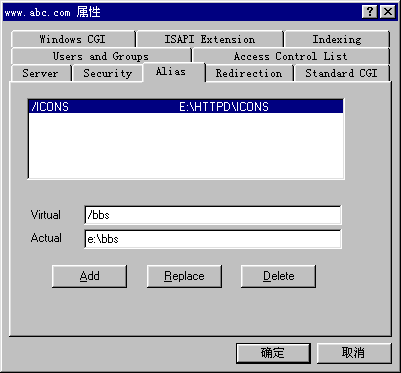 www.abc.com 属性
Windows CGI ISAPI Extension Indexing
Users and Groups Access Control List
Server Security Alias Redirection Standard CGI
/ICONS E:\HTTPD\ICONS
Virtual /bbs
Actual e:\bbs
Add Replace Delete
确定 取消